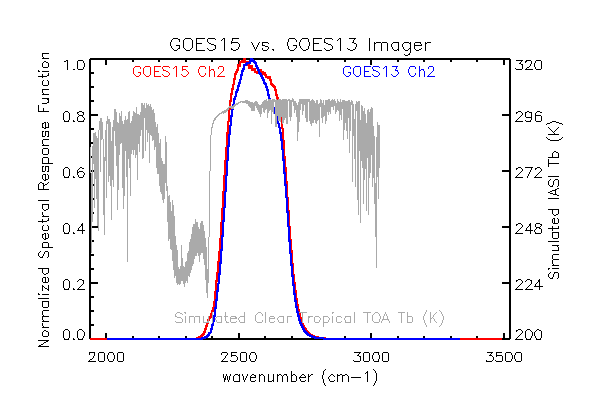 GOES15 vs. GOES13 Imager
1.0
320
GOES15 Ch2
GOES13 Ch2
0.8
296
0.6
272
0.4
248
0.2
224
Simulated Clear Tropical TOA Tb (K)
0.0
200
2000
2500
3000
3500
wavenumber (cm-1)
Normalized Spectral Response Function
Simulated IASI Tb (K)